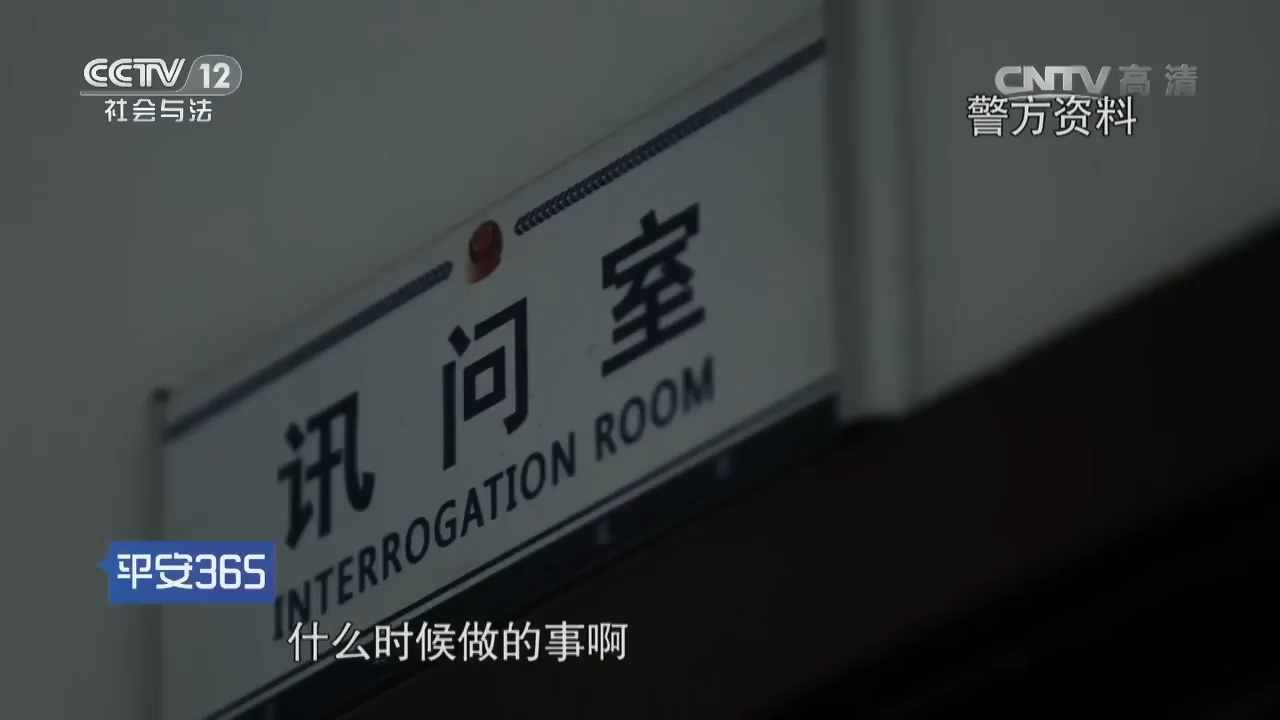 CCTV 12
社会与法
CNTV 高清
警方资料
讯问室
INTERROGATION ROOM
平安365
什么时候做的事啊